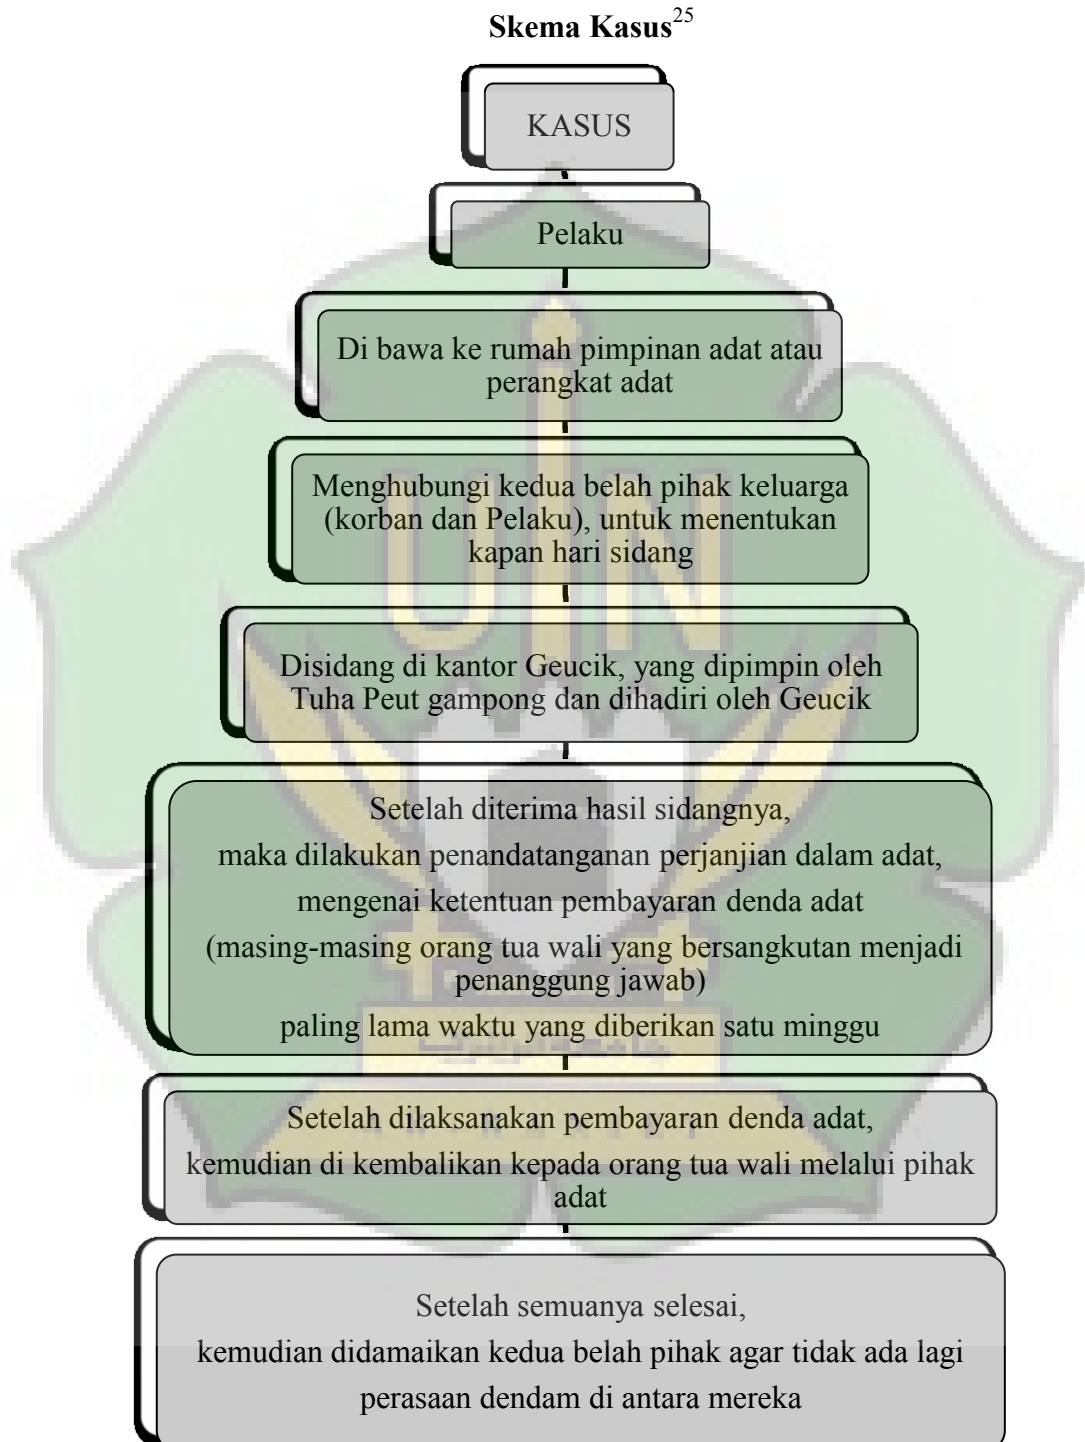 Skema Kasus25
KASUS
Pelaku
Di bawa ke rumah pimpinan adat atau
perangkat adat
Menghubungi kedua belah pihak keluarga
(korban dan Pelaku), untuk menentukan
kapan hari sidang
Disidang di kantor Geucik, yang dipimpin oleh
Tuha Peut gampong dan dihadiri oleh Geucik
Setelah diterima hasil sidangnya,
maka dilakukan penandatanganan perjanjian dalam adat,
mengenai ketentuan pembayaran denda adat
(masing-masing orang tua wali yang bersangkutan menjadi
penanggung jawab)
paling lama waktu yang diberikan satu minggu
Setelah dilaksanakan pembayaran denda adat,
kemudian di kembalikan kepada orang tua wali melalui pihak
adat
Setelah semuanya selesai,
kemudian didamaikan kedua belah pihak agar tidak ada lagi
perasaan dendam di antara mereka
UIN